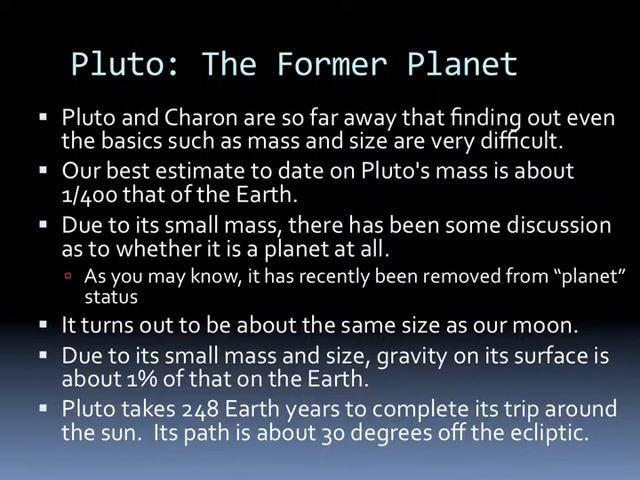 Pluto: The Former Planet
▪ Pluto and Charon are so far away that finding out even
the basics such as mass and size are very difficult.
▪ Our best estimate to date on Pluto's mass is about
1/400 that of the Earth.
▪ Due to its small mass, there has been some discussion
as to whether it is a planet at all.
▫ As you may know, it has recently been removed from “planet”
status
▪ It turns out to be about the same size as our moon.
▪ Due to its small mass and size, gravity on its surface is
about 1% of that on the Earth.
▪ Pluto takes 248 Earth years to complete its trip around
the sun.  Its path is about 30 degrees off the ecliptic.